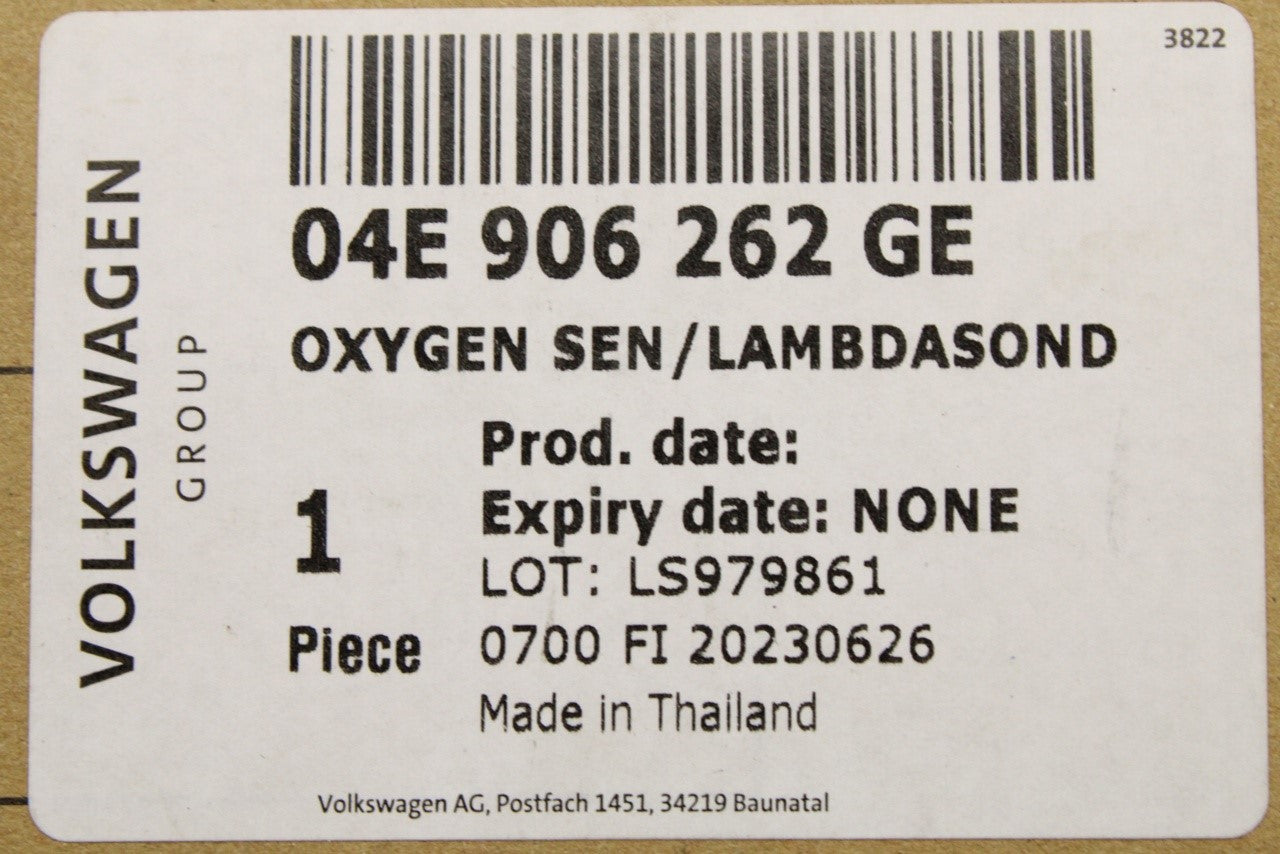 3822
04E 906 262 GE
OXYGEN SEN/LAMBDASOND
Prod. date:
Expiry date: NONE
LOT: LS979861
0700 FI 20230626
Made in Thailand
1
Piece
VOLKSWAGEN
GROUP
Volkswagen AG, Postfach 1451, 34219 Baunatal